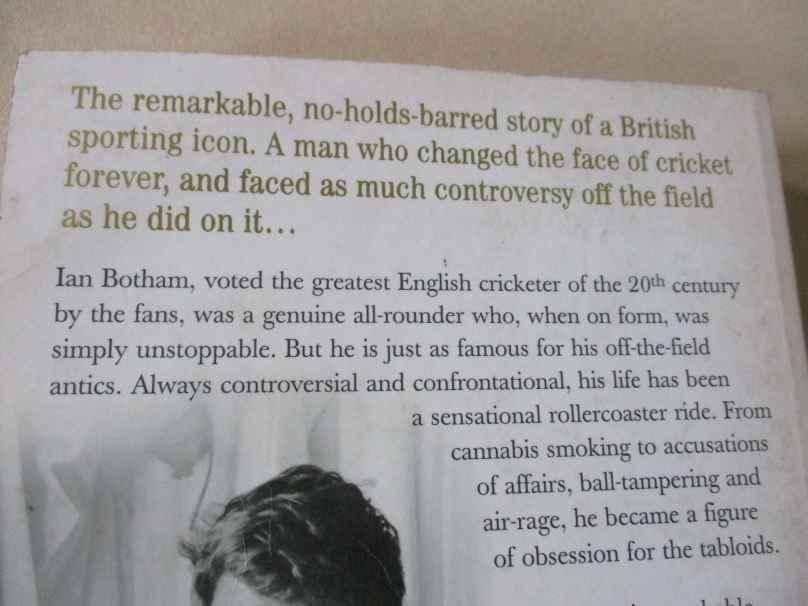 The remarkable, no-holds-barred story of a British
sporting icon. A man who changed the face of cricket
forever, and faced as much controversy off the field
as he did on it...
Ian Botham, voted the greatest English cricketer of the 20th century
by the fans, was a genuine all-rounder who, when on form, was
simply unstoppable. But he is just as famous for his off-the-field
antics. Always controversial and confrontational, his life has been
a sensational rollercoaster ride. From
cannabis smoking to accusations
of affairs, ball-tampering and
air-rage, he became a figure
of obsession for the tabloids.